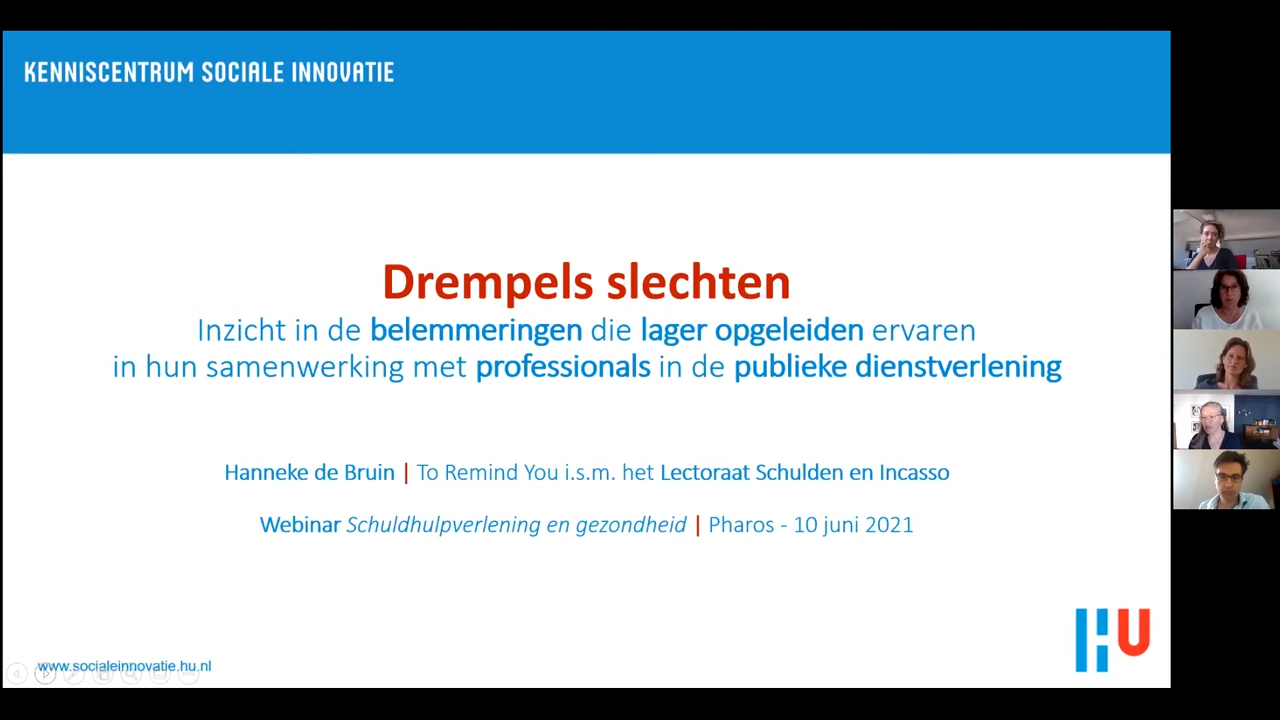 KENNISCENTRUM SOCIALE INNOVATIE
Drempels slechten
Inzicht in de belemmeringen die lager opgeleiden ervaren
in hun samenwerking met professionals in de publieke dienstverlening
Hanneke de Bruin | To Remind You i.s.m. het Lectoraat Schulden en Incasso
Webinar Schuldhulpverlening en gezondheid | Pharos - 10 juni 2021
HU
www.socialeinnovatie.hu.nl